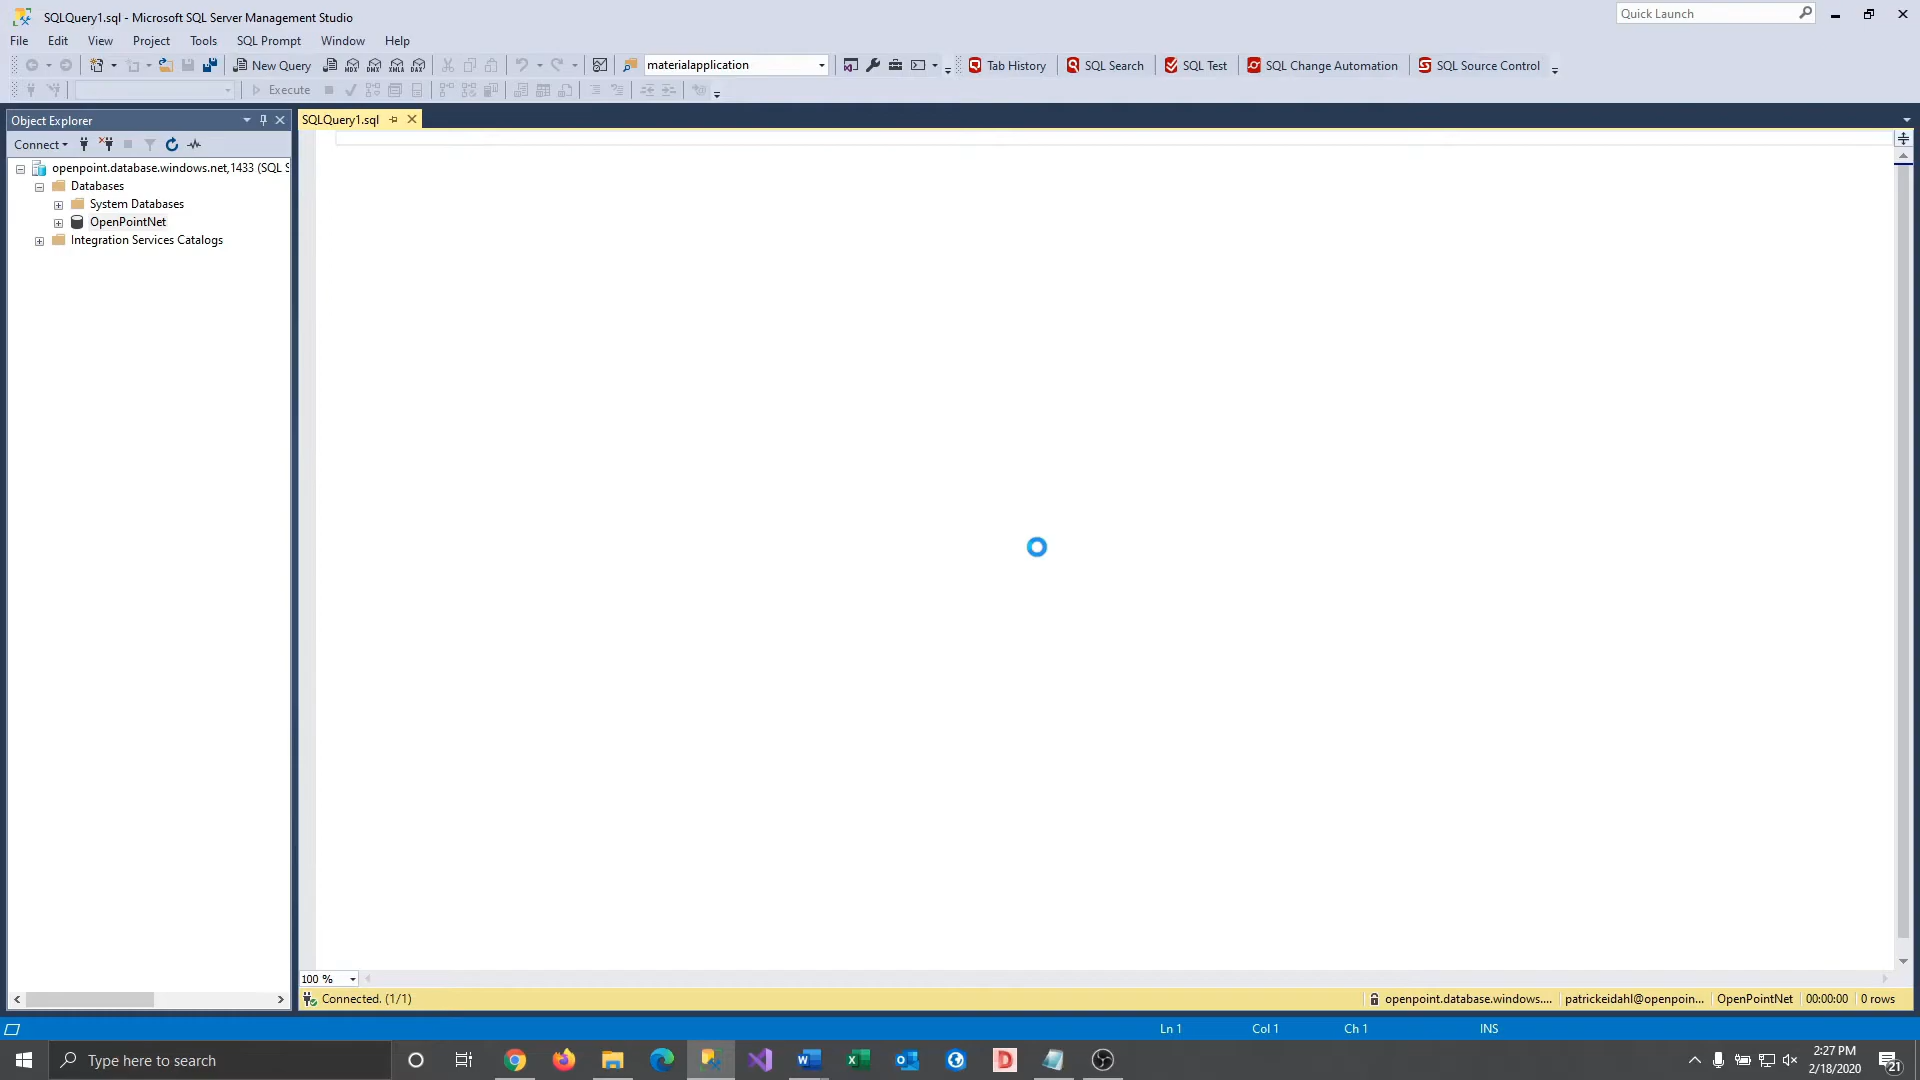 SQLQuery1.sql - Microsoft SQL Server Management Studio
Quick Launch
File Edit View Project Tools SQL Prompt Window Help
New Query
MDX DMX XMLA DAX
materialapplication
Tab History SQL Search SQL Test SQL Change Automation SQL Source Control
Execute
Object Explorer
SQLQuery1.sql
Connect
openpoint.database.windows.net,1433 (SQL S
Databases
System Databases
OpenPointNet
Integration Services Catalogs
100 %
Connected. (1/1)
openpoint.database.windows.... patrickeidahl@openpoin... OpenPointNet 00:00:00 0 rows
Ln 1 Col 1 Ch 1 INS
Type here to search
2:27 PM
2/18/2020
21